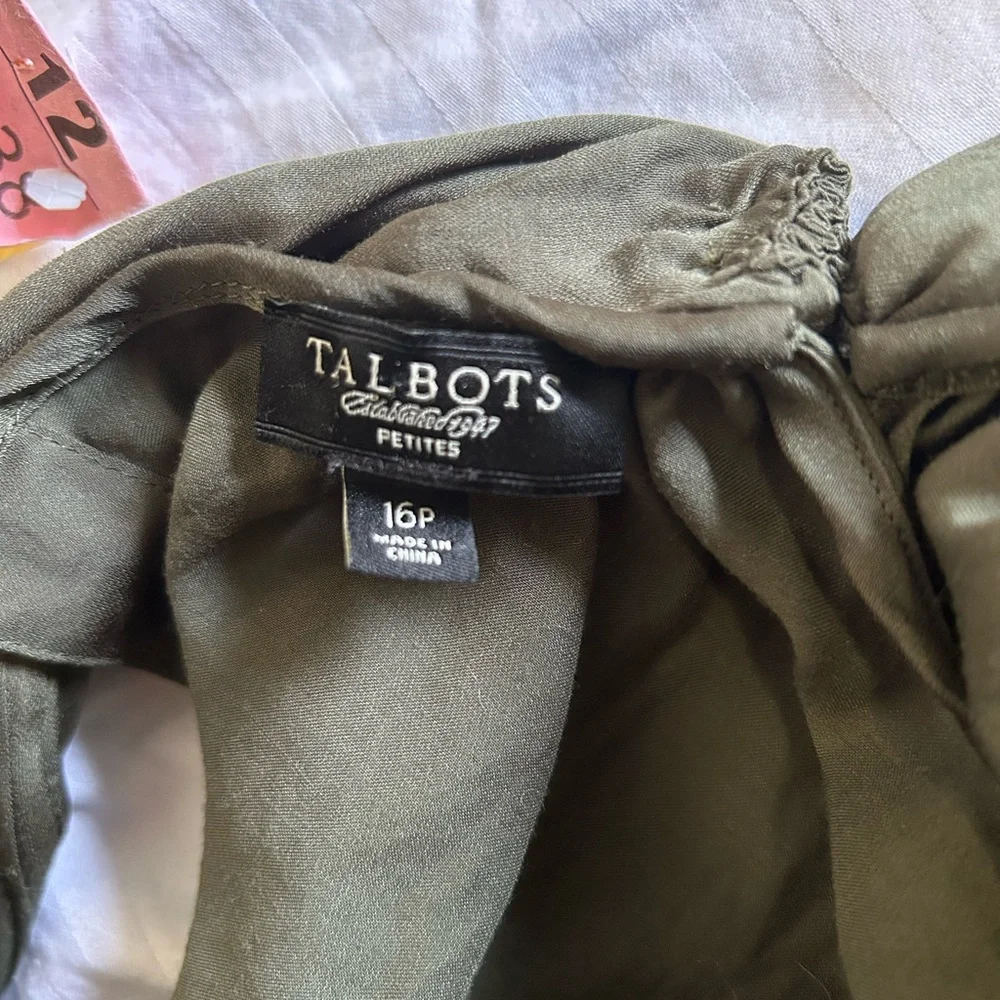 12
38
TALBOTS
Established 1947
PETITES
16P
MADE IN
CHINA